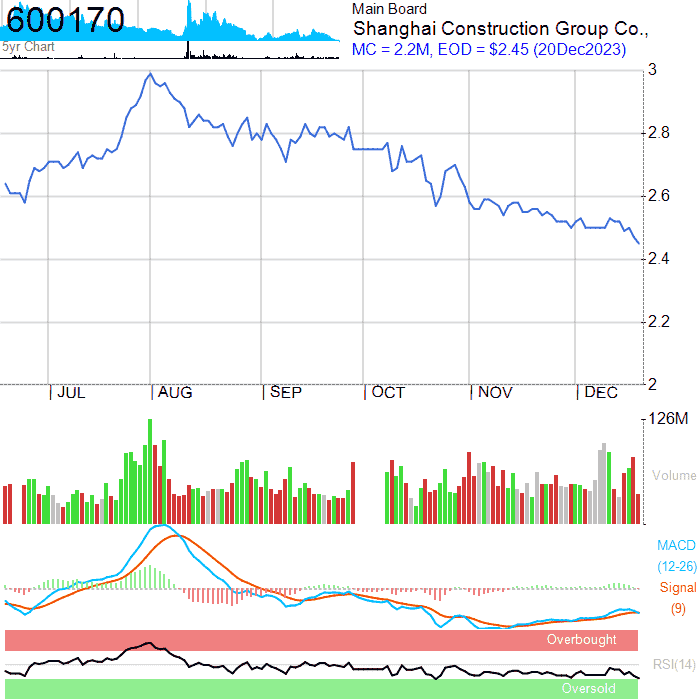 600170
5yr Chart
Main Board
Shanghai Construction Group Co.,
MC = 2.2M, EOD = $2.45 (20Dec2023)
3
2.8
2.6
2.4
2.2
2
JUL AUG SEP OCT NOV DEC
126M
Volume
MACD
(12-26)
Signal
(9)
Overbought
RSI(14)
Oversold